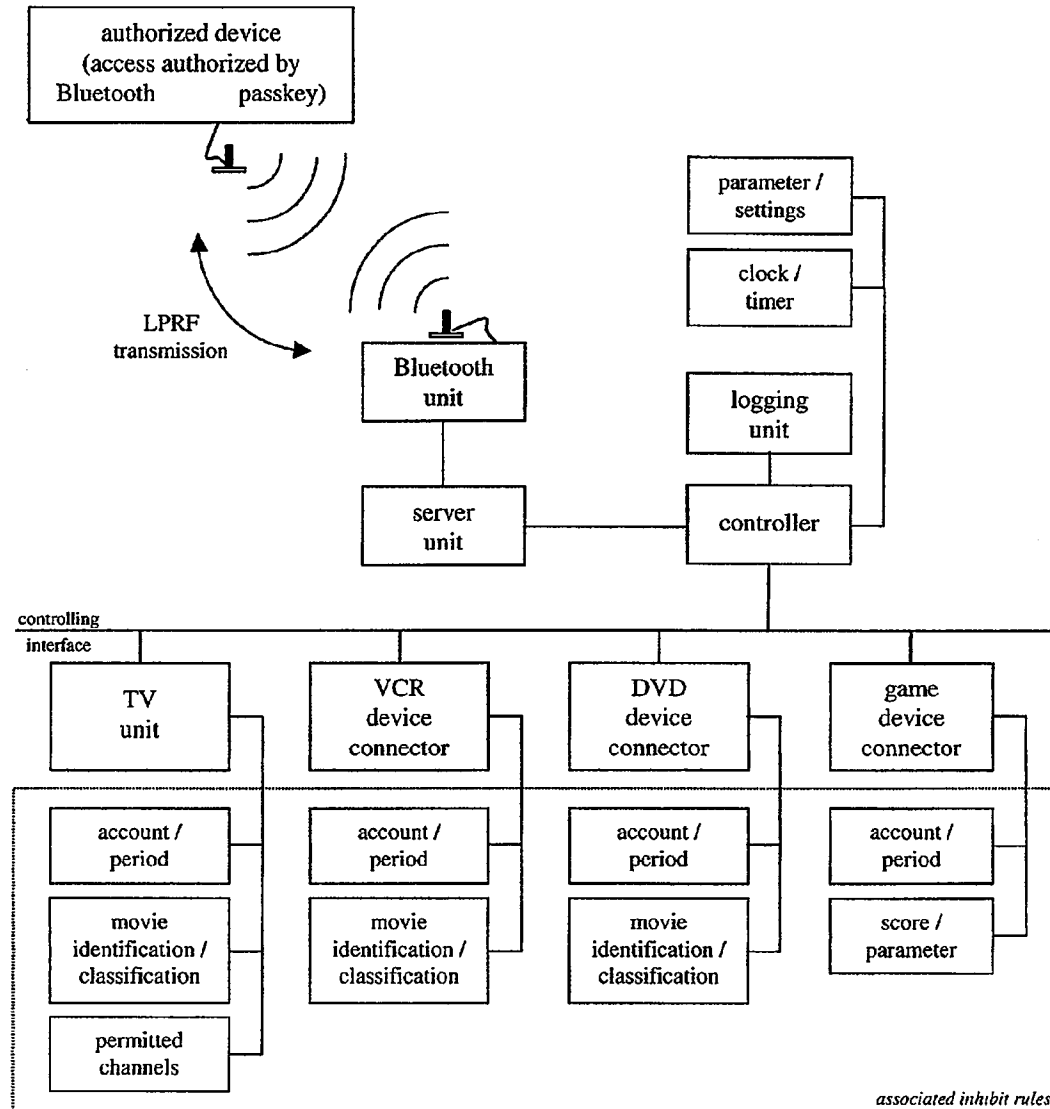 authorized device
(access authorized by
Bluetooth passkey)
LPRF
transmission
Bluetooth
unit
server
unit
parameter /
settings
clock /
timer
logging
unit
controller
controlling
interface
TV
unit
VCR
device
connector
DVD
device
connector
game
device
connector
account /
period
movie
identification /
classification
permitted
channels
account /
period
movie
identification /
classification
account /
period
movie
identification /
classification
account /
period
score /
parameter
associated inhibit rules